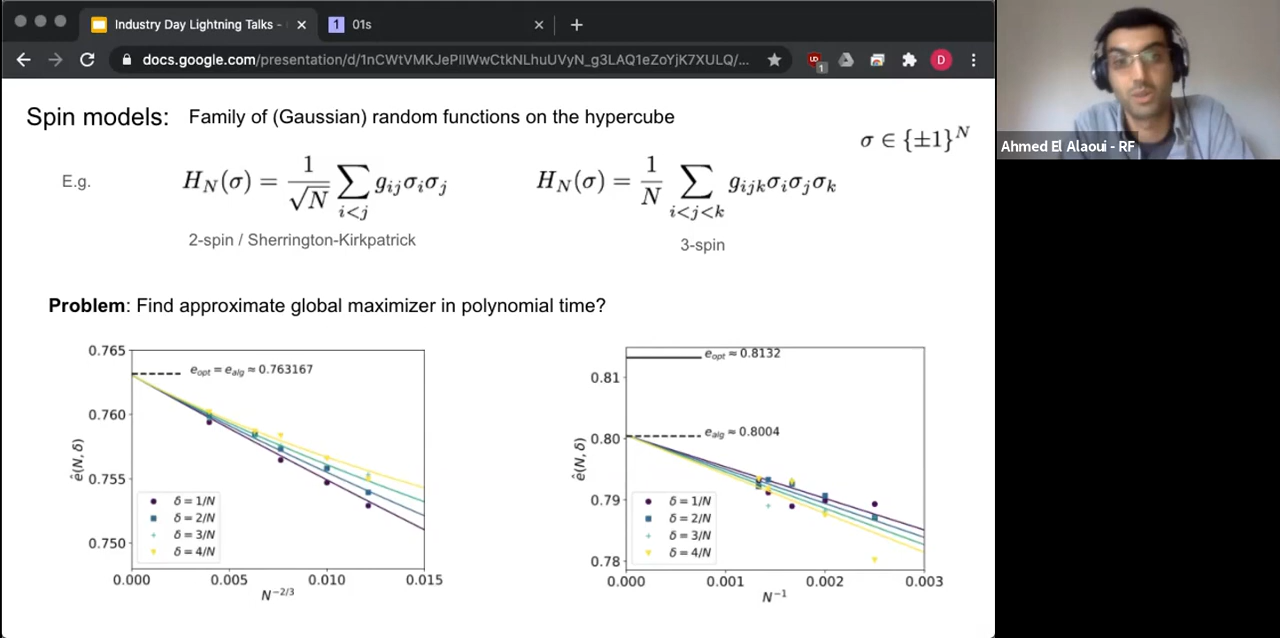 Industry Day Lightning Talks -
1 01s
docs.google.com/presentation/d/1nCWtVMKJePIlWwCtkNLhuUVyN_g3LAQ1eZoYjK7XULQ/...
UD
1
D
Ahmed El Alaoui - RF
Spin models: Family of (Gaussian) random functions on the hypercube
σ ∈ {±1}^N
E.g.
H_N(σ) = 1/√N ∑_{i<j} g_{ij}σ_iσ_j
H_N(σ) = 1/N ∑_{i<j<k} g_{ijk}σ_iσ_jσ_k
2-spin / Sherrington-Kirkpatrick
3-spin
Problem: Find approximate global maximizer in polynomial time?
0.765
0.760
0.755
0.750
ê(N, δ)
e_opt = e_alg ≈ 0.763167
δ = 1/N
δ = 2/N
δ = 3/N
δ = 4/N
0.000 0.005 0.010 0.015
N^{-2/3}
0.81
0.80
0.79
0.78
ê(N, δ)
e_opt ≈ 0.8132
e_alg ≈ 0.8004
δ = 1/N
δ = 2/N
δ = 3/N
δ = 4/N
0.000 0.001 0.002 0.003
N^{-1}